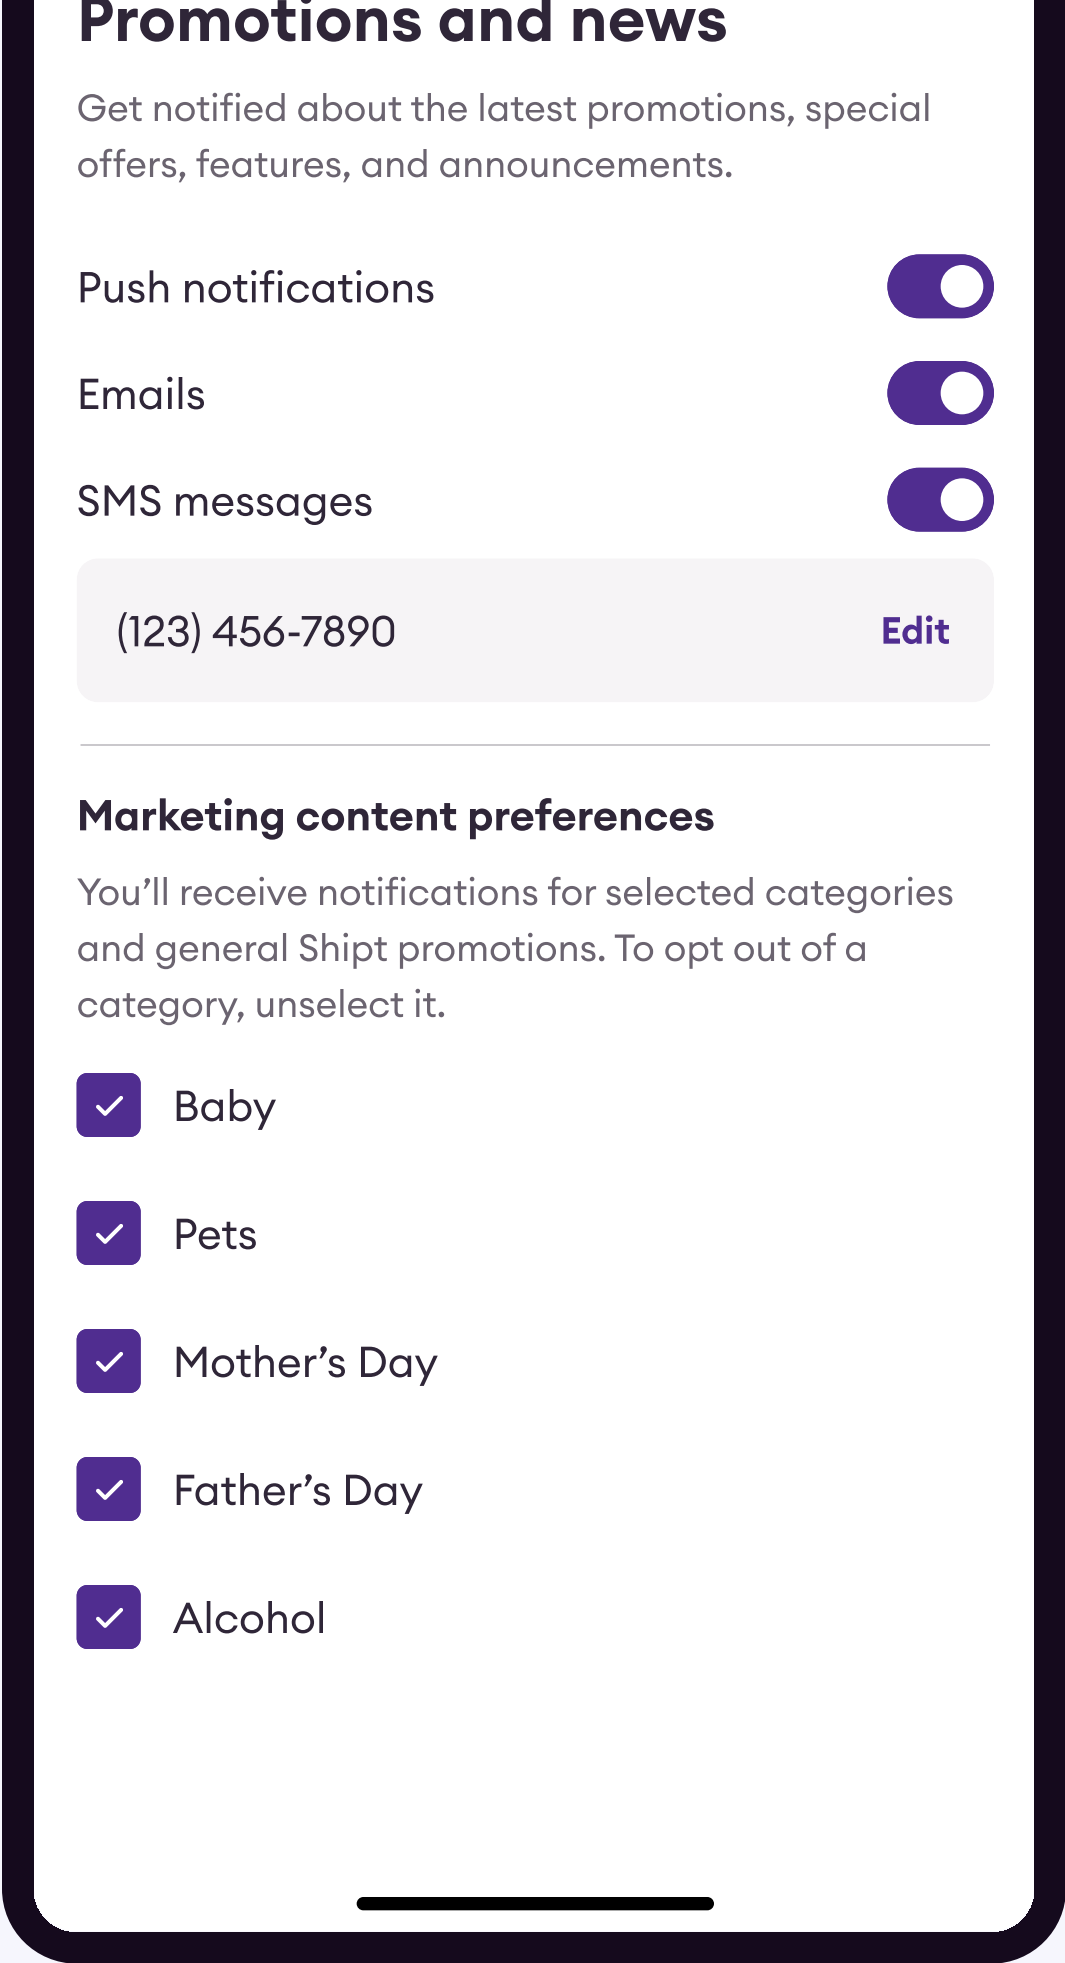 Promotions and news
Get notified about the latest promotions, special
offers, features, and announcements.
Push notifications
Emails
SMS messages
(123) 456-7890
Edit
Marketing content preferences
You’ll receive notifications for selected categories
and general Shipt promotions. To opt out of a
category, unselect it.
Baby
Pets
Mother’s Day
Father’s Day
Alcohol